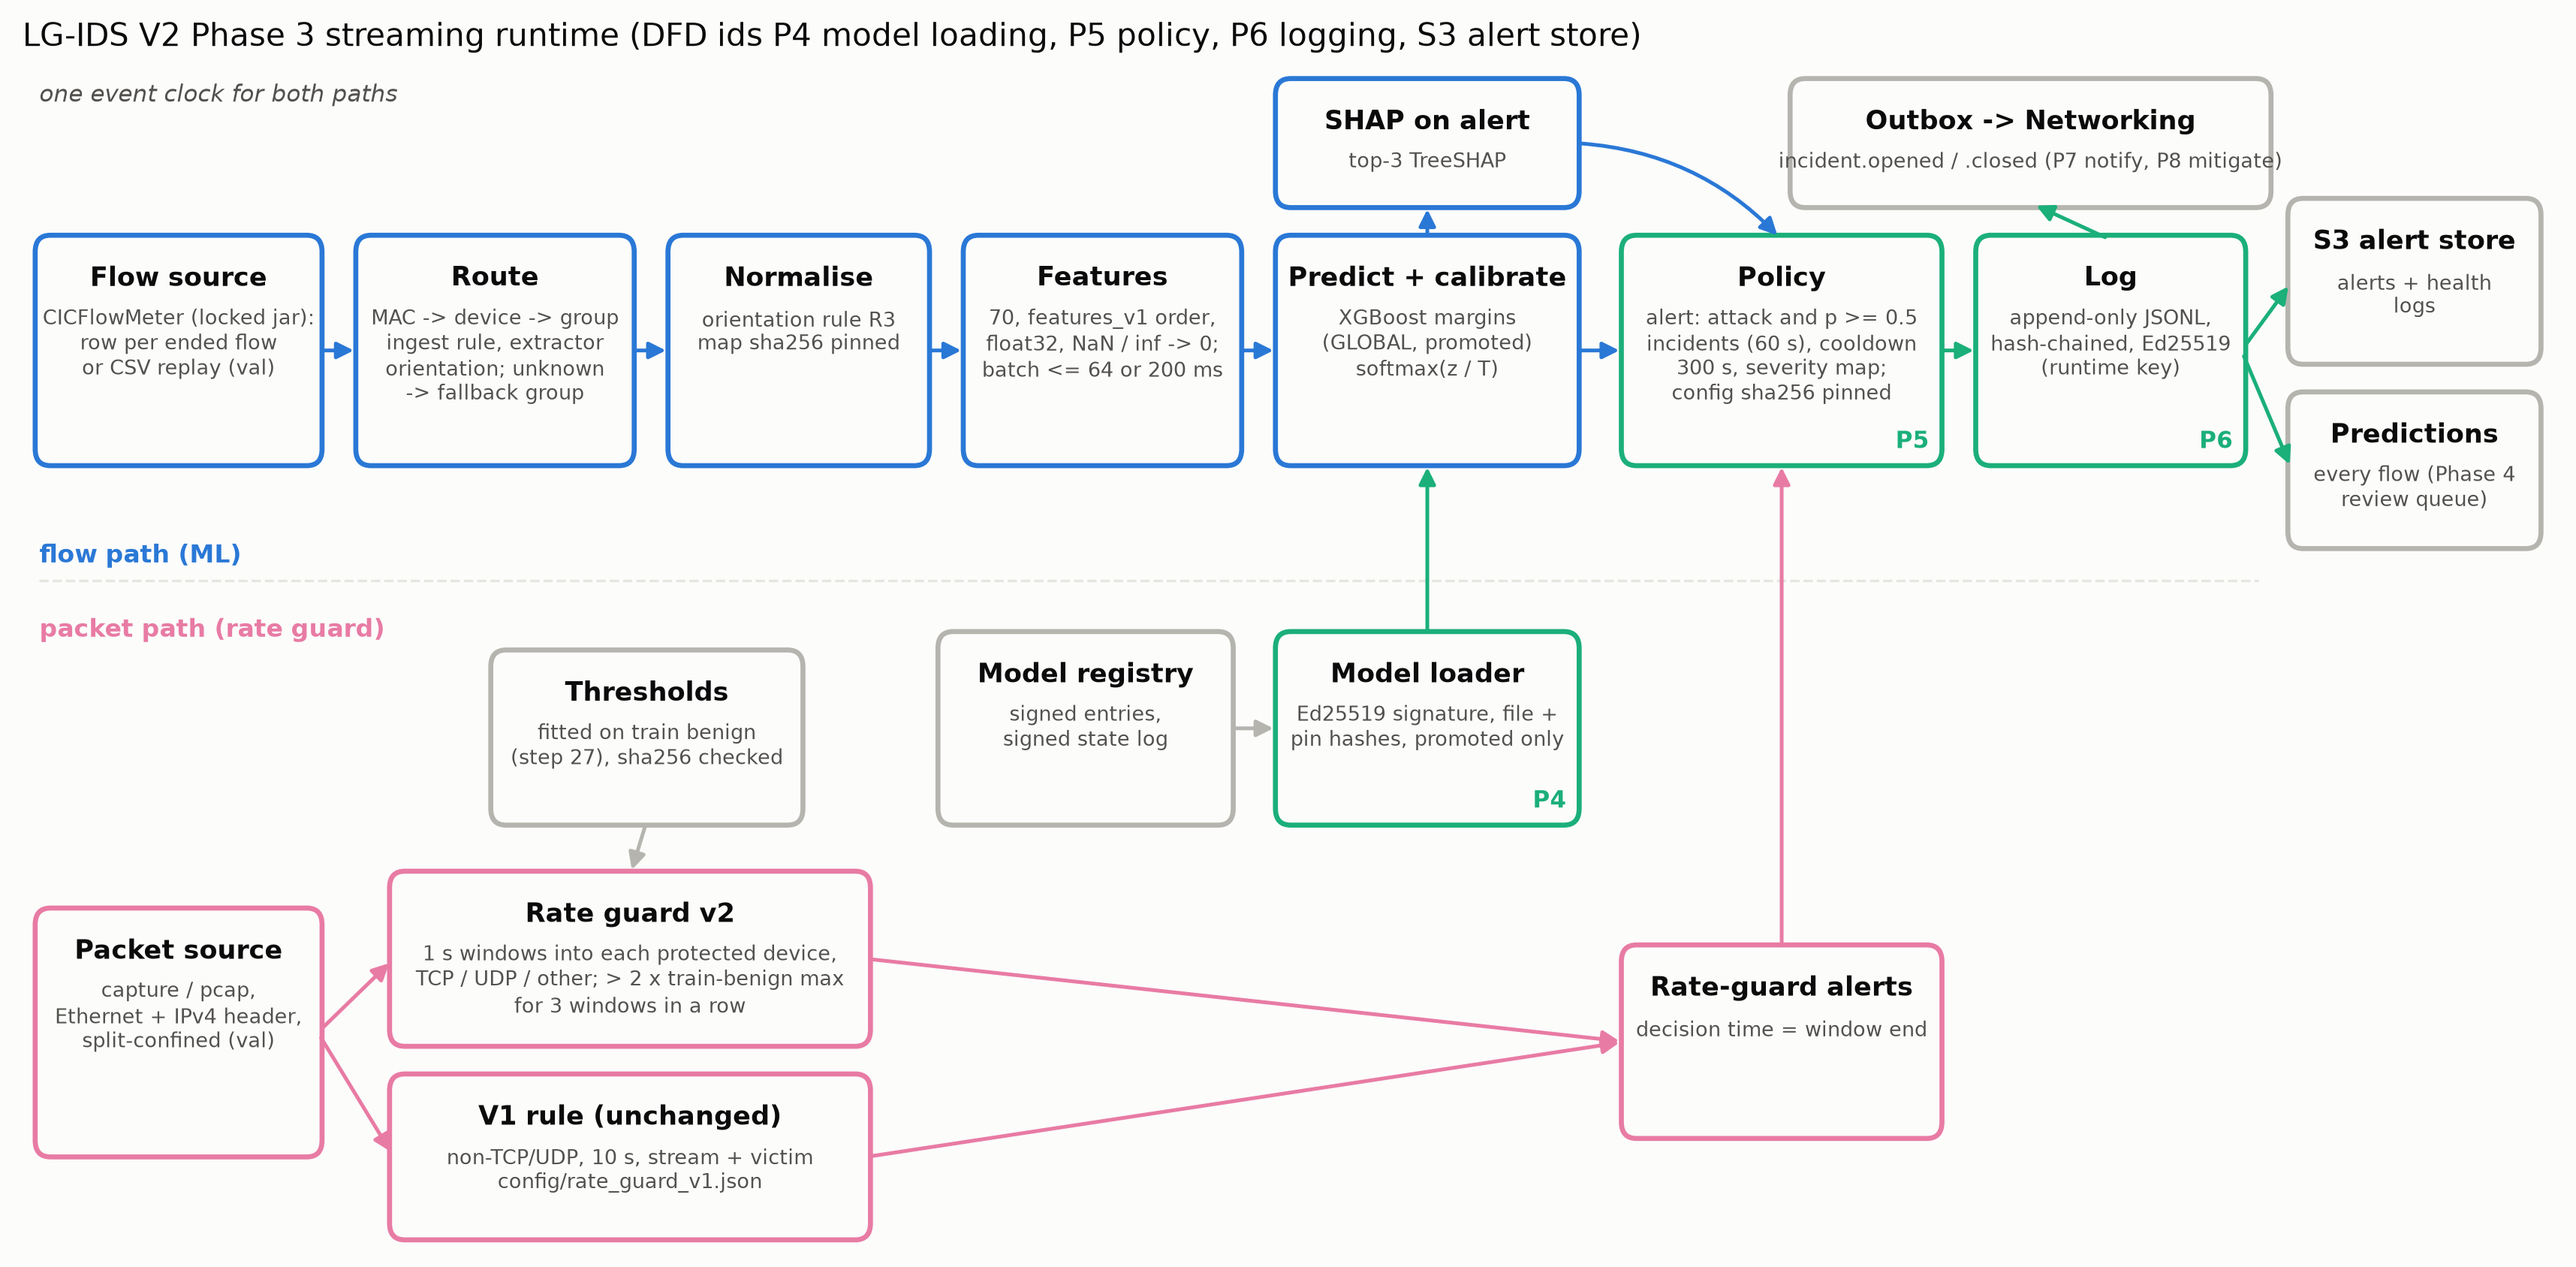 LG-IDS V2 Phase 3 streaming runtime (DFD ids P4 model loading, P5 policy, P6 logging, S3 alert store)
one event clock for both paths
SHAP on alert
top-3 TreeSHAP
Outbox -> Networking
incident.opened / .closed (P7 notify, P8 mitigate)
Flow source
CICFlowMeter (locked jar):
row per ended flow
or CSV replay (val)
Route
MAC -> device -> group
ingest rule, extractor
orientation; unknown
-> fallback group
Normalise
orientation rule R3
map sha256 pinned
Features
70, features_v1 order,
float32, NaN / inf -> 0;
batch <= 64 or 200 ms
Predict + calibrate
XGBoost margins
(GLOBAL, promoted)
softmax(z / T)
Policy
alert: attack and p >= 0.5
incidents (60 s), cooldown
300 s, severity map;
config sha256 pinned
P5
Log
append-only JSONL,
hash-chained, Ed25519
(runtime key)
P6
S3 alert store
alerts + health
logs
Predictions
every flow (Phase 4
review queue)
flow path (ML)
packet path (rate guard)
Thresholds
fitted on train benign
(step 27), sha256 checked
Model registry
signed entries,
signed state log
Model loader
Ed25519 signature, file +
pin hashes, promoted only
P4
Packet source
capture / pcap,
Ethernet + IPv4 header,
split-confined (val)
Rate guard v2
1 s windows into each protected device,
TCP / UDP / other; > 2 x train-benign max
for 3 windows in a row
V1 rule (unchanged)
non-TCP/UDP, 10 s, stream + victim
config/rate_guard_v1.json
Rate-guard alerts
decision time = window end